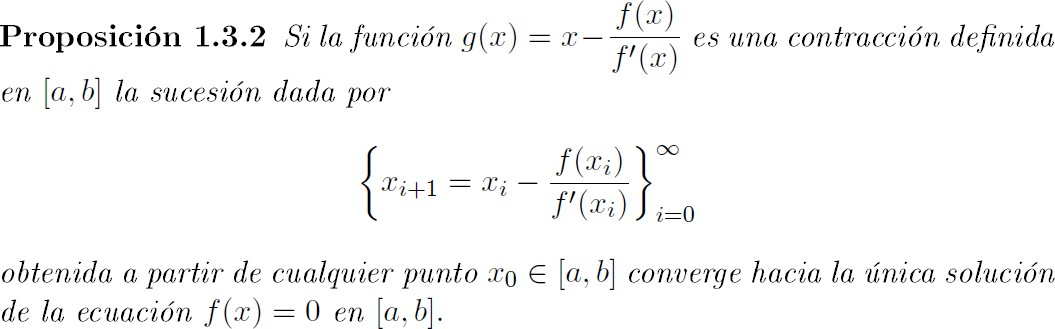 Proposición 1.3.2 Si la función g(x) = x − f(x)/f′(x) es una contracción definida
en [a, b] la sucesión dada por
{x_{i+1} = x_i − f(x_i)/f′(x_i)}_{i=0}^{∞}
obtenida a partir de cualquier punto x_0 ∈ [a, b] converge hacia la única solución
de la ecuación f(x) = 0 en [a, b].